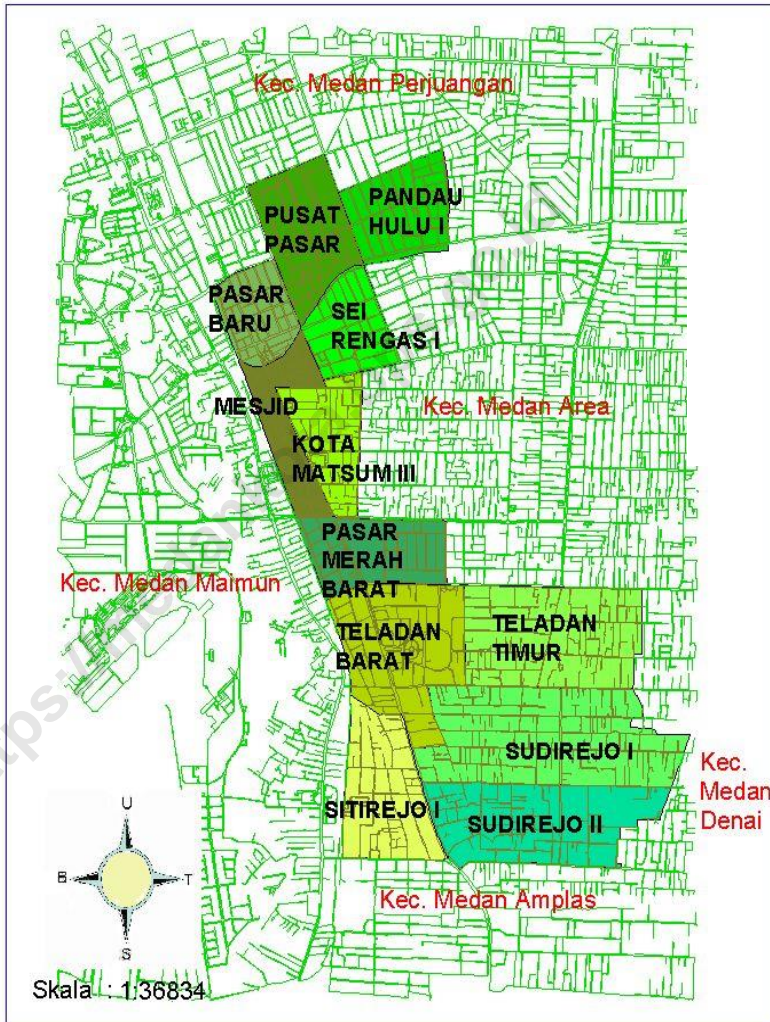 Kec. Medan Perjuangan
PUSAT
PASAR
PANDAU
HULU I
PASAR
BARU
SEI
RENGAS I
MESJID
Kec. Medan Area
KOTA
MATSUM III
PASAR
MERAH
BARAT
Kec. Medan Maimun
TELADAN
BARAT
TELADAN
TIMUR
SUDIREJO I
Kec.
Medan
Denai
SITIREJO I
SUDIREJO II
Kec. Medan Amplas
U
B
T
S
Skala : 1:36834